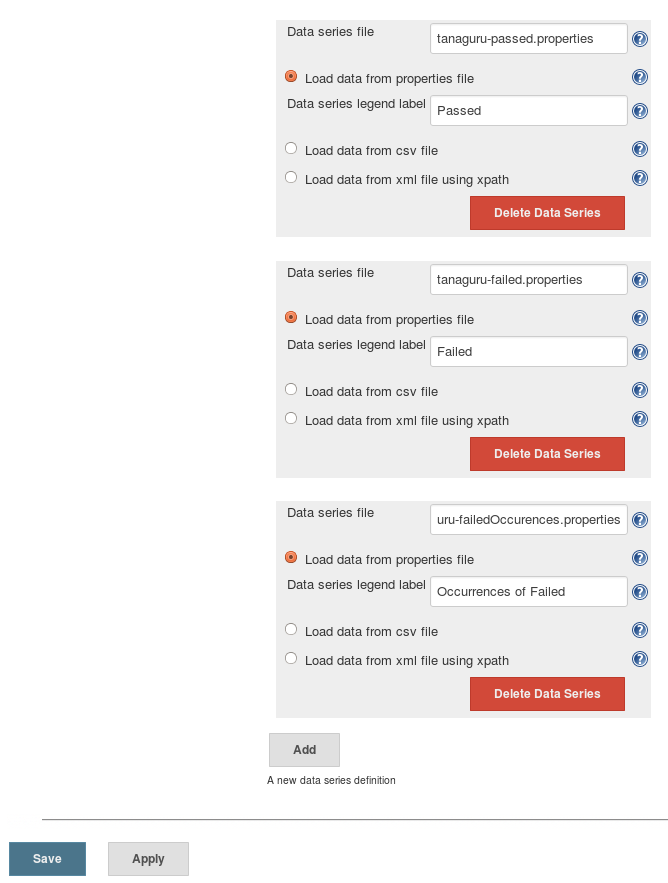 Data series file
tanaguru-passed.properties
Load data from properties file
Data series legend label
Passed
Load data from csv file
Load data from xml file using xpath
Delete Data Series
Data series file
tanaguru-failed.properties
Load data from properties file
Data series legend label
Failed
Load data from csv file
Load data from xml file using xpath
Delete Data Series
Data series file
uru-failedOccurences.properties
Load data from properties file
Data series legend label
Occurrences of Failed
Load data from csv file
Load data from xml file using xpath
Delete Data Series
Add
A new data series definition
Save
Apply